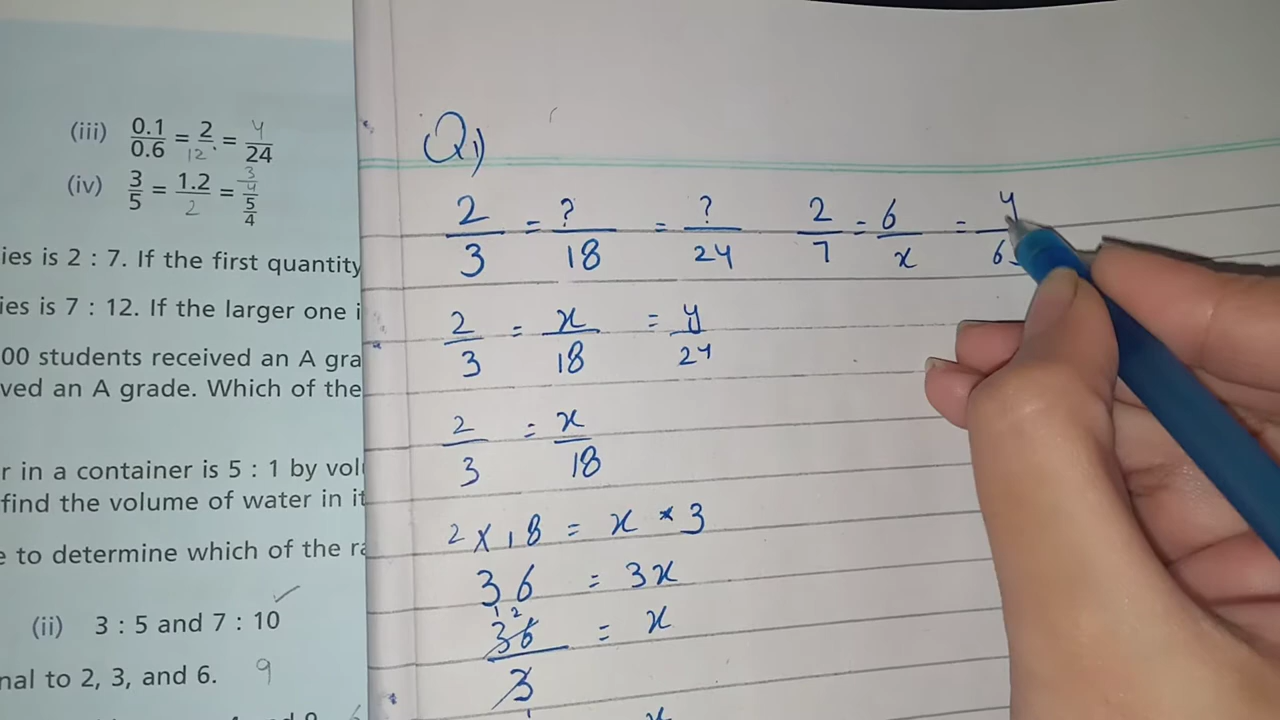 (iii) 0.1/0.6 = 2/12 = 4/24
(iv) 3/5 = 1.2/2 = 3/4/5/4
ies is 2 : 7. If the first quantity
ies is 7 : 12. If the larger one i
00 students received an A gra
ved an A grade. Which of the
r in a container is 5 : 1 by vol
find the volume of water in it
e to determine which of the ra
(ii) 3 : 5 and 7 : 10
nal to 2, 3, and 6. 9
Q1)
2/3 = ?/18 = ?/24 2/7 = 6/x = y/6
2/3 = x/18 = y/24
2/3 = x/18
2 × 18 = x * 3
36 = 3x
12
36/3 = x
1
x